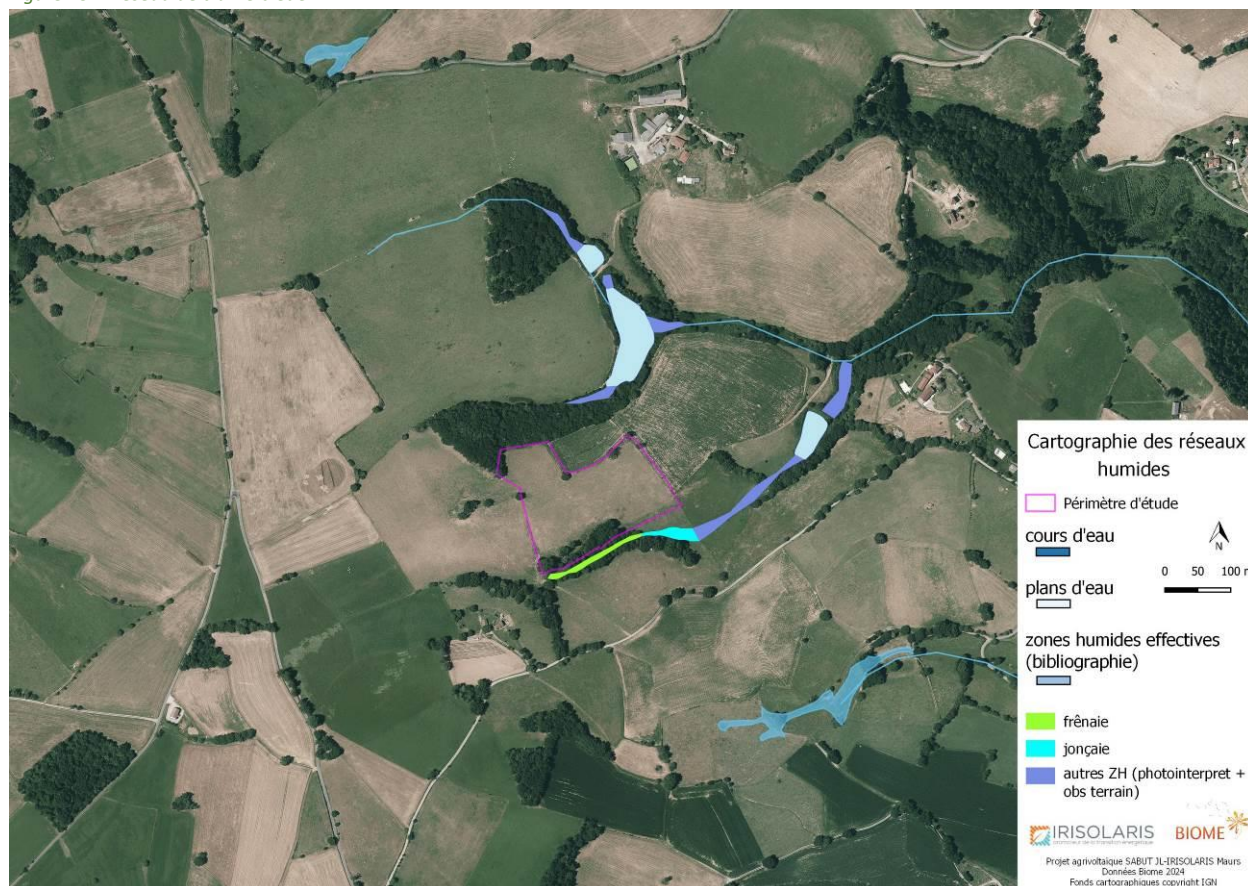 Cartographie des réseaux
humides
Périmètre d'étude
cours d'eau
N
0 50 100 m
plans d'eau
zones humides effectives
(bibliographie)
frênaie
jonçaie
autres ZH (photointerpret +
obs terrain)
IRISOLARIS
BIOME
Projet agrivoltaique SABUT JL-IRISOLARIS Maurs
Données Biome 2024
Fonds cartographiques copyright IGN